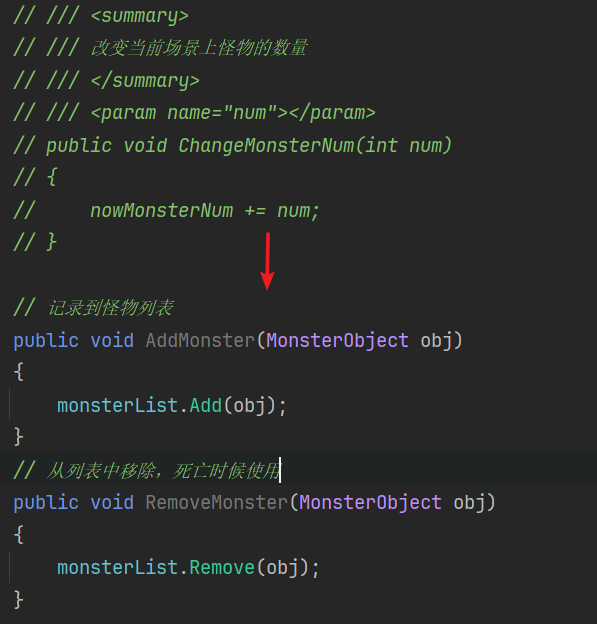 // /// <summary>
// /// 改变当前场景上怪物的数量
// /// </summary>
// /// <param name="num"></param>
// public void ChangeMonsterNum(int num)
// {
//     nowMonsterNum += num;
// }
// 记录到怪物列表
public void AddMonster(MonsterObject obj)
{
    monsterList.Add(obj);
}
// 从列表中移除，死亡时候使用
public void RemoveMonster(MonsterObject obj)
{
    monsterList.Remove(obj);
}